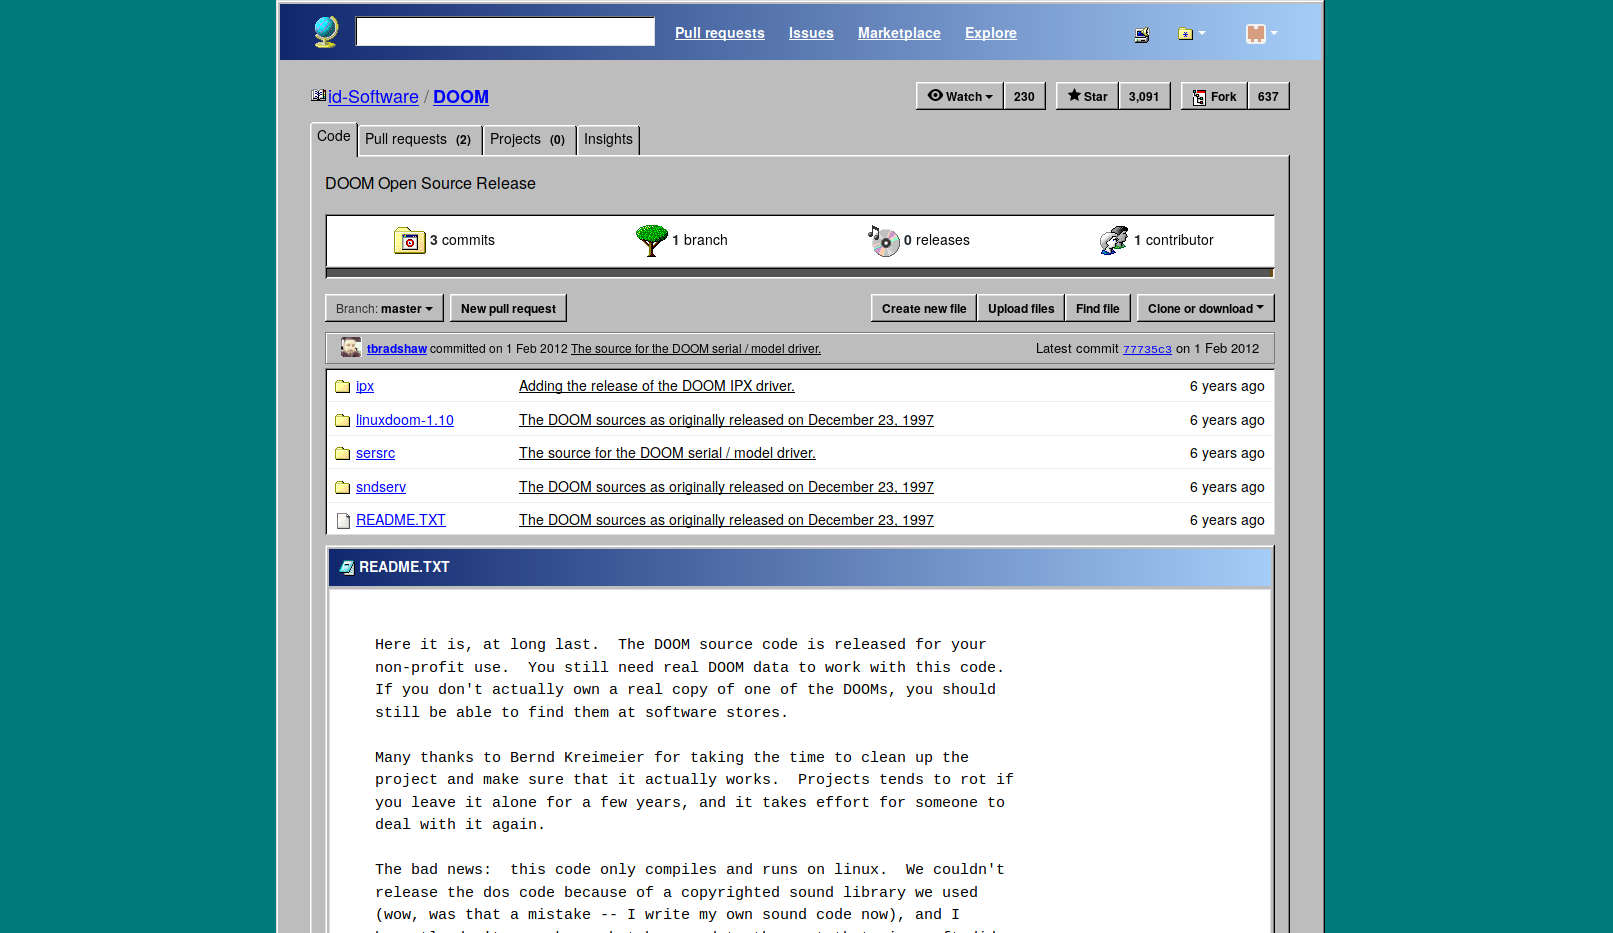 Pull requests Issues Marketplace Explore
id-Software / DOOM
Watch 230 Star 3,091 Fork 637
Code Pull requests (2) Projects (0) Insights
DOOM Open Source Release
3 commits 1 branch 0 releases 1 contributor
Branch: master New pull request Create new file Upload files Find file Clone or download
tbradshaw committed on 1 Feb 2012 The source for the DOOM serial / model driver. Latest commit 77735c3 on 1 Feb 2012
ipx Adding the release of the DOOM IPX driver. 6 years ago
linuxdoom-1.10 The DOOM sources as originally released on December 23, 1997 6 years ago
sersrc The source for the DOOM serial / model driver. 6 years ago
sndserv The DOOM sources as originally released on December 23, 1997 6 years ago
README.TXT The DOOM sources as originally released on December 23, 1997 6 years ago
README.TXT
Here it is, at long last.  The DOOM source code is released for your
non-profit use.  You still need real DOOM data to work with this code.
If you don't actually own a real copy of one of the DOOMs, you should
still be able to find them at software stores.
Many thanks to Bernd Kreimeier for taking the time to clean up the
project and make sure that it actually works.  Projects tends to rot if
you leave it alone for a few years, and it takes effort for someone to
deal with it again.
The bad news:  this code only compiles and runs on linux.  We couldn't
release the dos code because of a copyrighted sound library we used
(wow, was that a mistake -- I write my own sound code now), and I